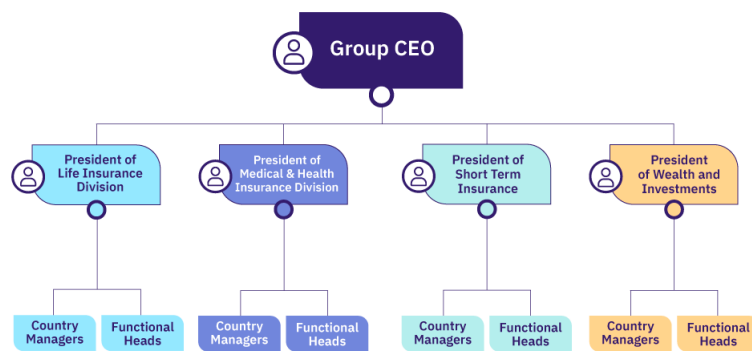 Group CEO
President of
Life Insurance
Division
President of
Medical & Health
Insurance Division
President of
Short Term
Insurance
President
of Wealth and
Investments
Country
Managers
Functional
Heads
Country
Managers
Functional
Heads
Country
Managers
Functional
Heads
Country
Managers
Functional
Heads